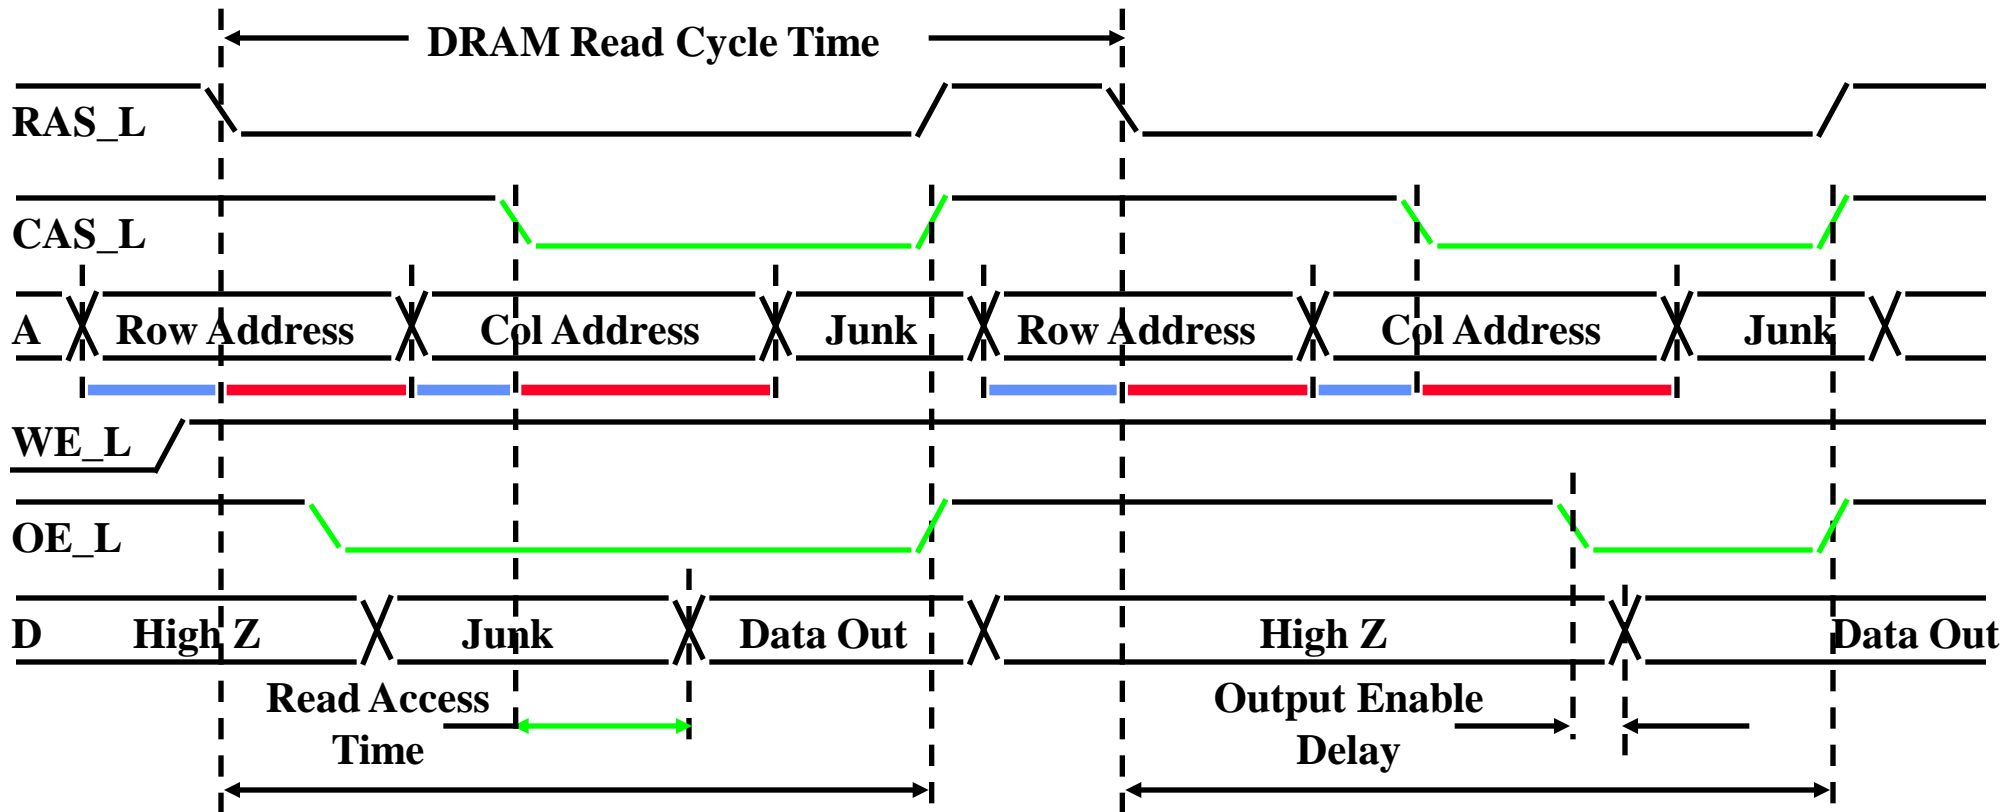 DRAM Read Cycle Time
RAS_L
CAS_L
A Row Address Col Address Junk Row Address Col Address Junk
WE_L
OE_L
D High Z Junk Data Out High Z Data Out
Read Access Output Enable
Time Delay